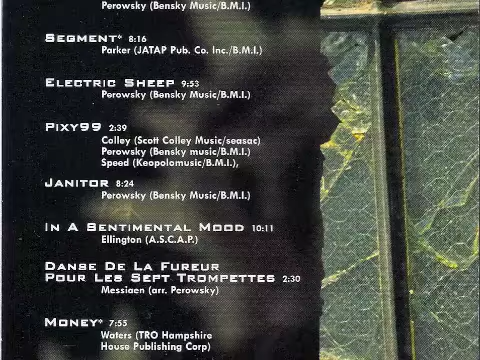 Perowsky (Bensky Music/B.M.I.)
Segment* 8:16
Parker (JATAP Pub. Co. Inc./B.M.I.)
Electric Sheep 9:53
Perowsky (Bensky Music/B.M.I.)
Pixy99 2:39
Colley (Scott Colley Music/seasac)
Perowsky (Bensky music/B.M.I.)
Speed (Keopolomusic/B.M.I.),
Janitor 8:24
Perowsky (Bensky Music/B.M.I.)
In A Sentimental Mood 10:11
Ellington (A.S.C.A.P.)
Danse De La Fureur
Pour Les Sept Trompettes 2:30
Messiaen (arr. Perowsky)
Money* 7:55
Waters (TRO Hampshire
House Publishing Corp)